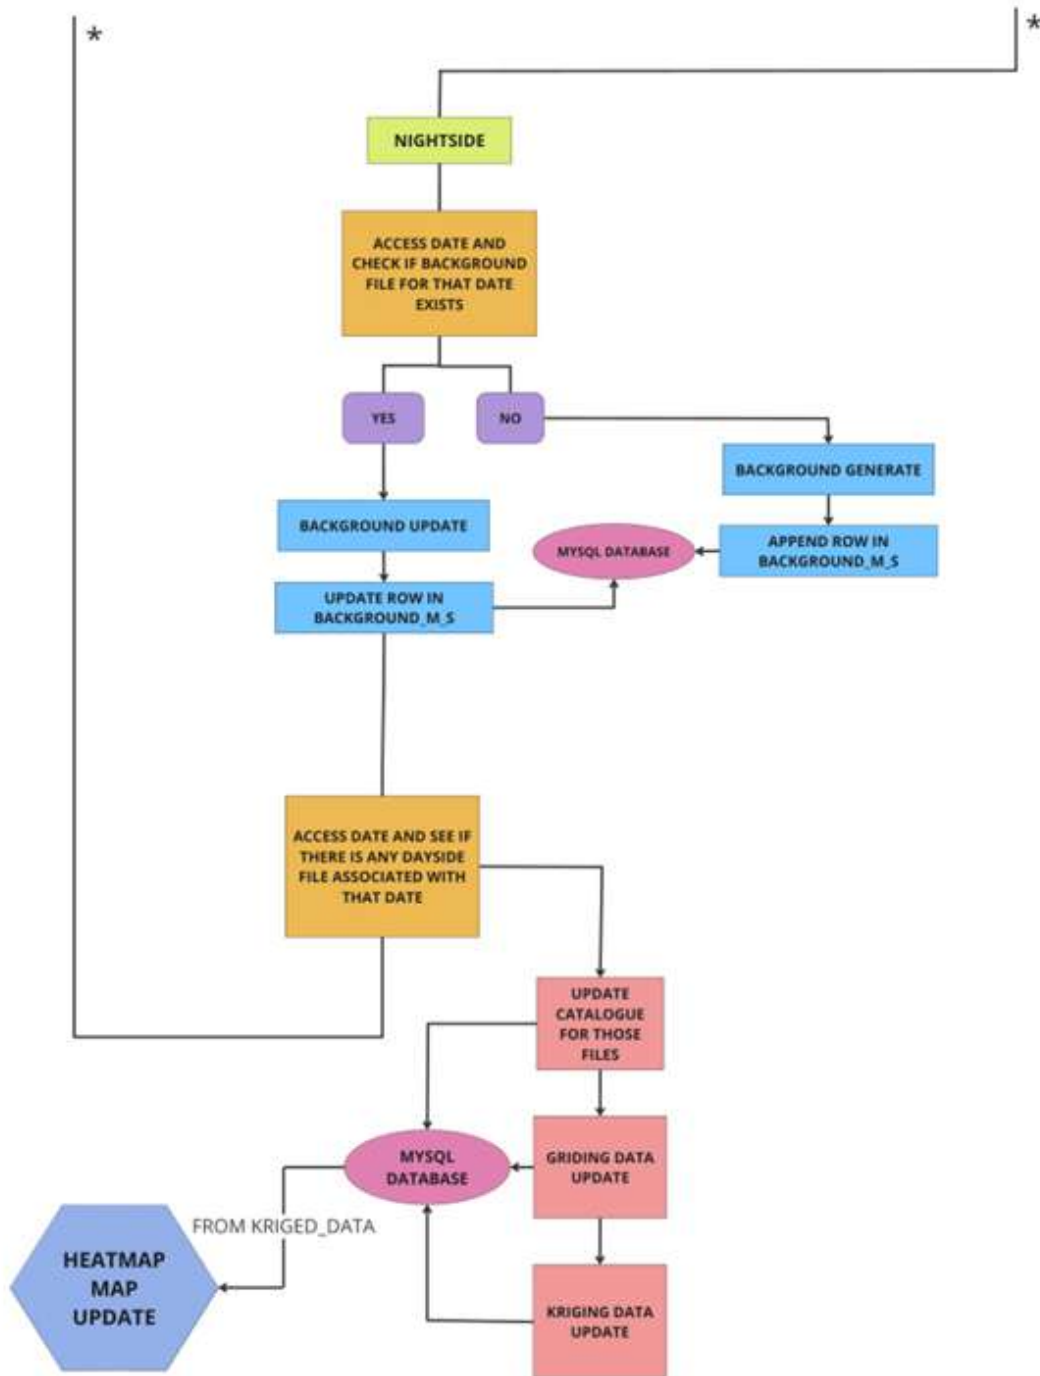 *
*
NIGHTSIDE
ACCESS DATE AND
CHECK IF BACKGROUND
FILE FOR THAT DATE
EXISTS
YES
NO
BACKGROUND GENERATE
BACKGROUND UPDATE
MYSQL DATABASE
APPEND ROW IN
BACKGROUND_M_S
UPDATE ROW IN
BACKGROUND_M_S
ACCESS DATE AND SEE IF
THERE IS ANY DAYSIDE
FILE ASSOCIATED WITH
THAT DATE
UPDATE
CATALOGUE
FOR THOSE
FILES
MYSQL
DATABASE
GRIDING DATA
UPDATE
FROM KRIGED_DATA
HEATMAP
MAP
UPDATE
KRIGING DATA
UPDATE